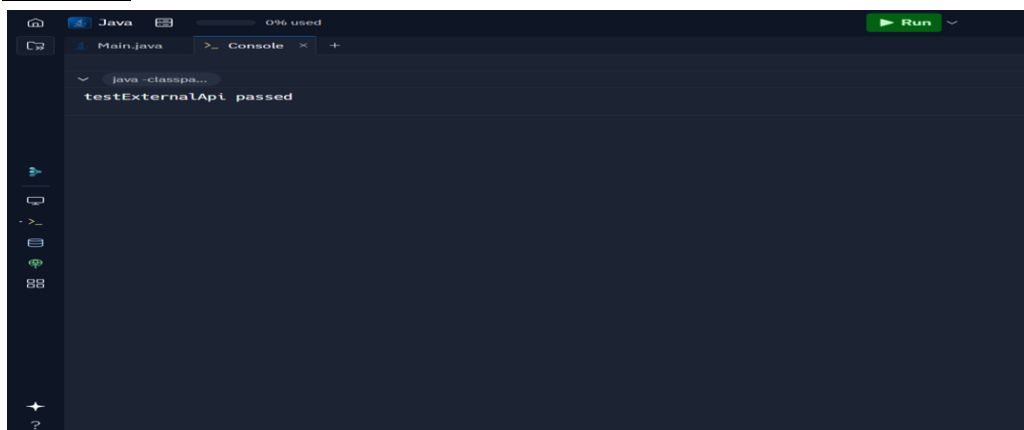 Java 0% used Run
Main.java >_ Console × +
java -classpa...
testExternalApi passed
>_
?